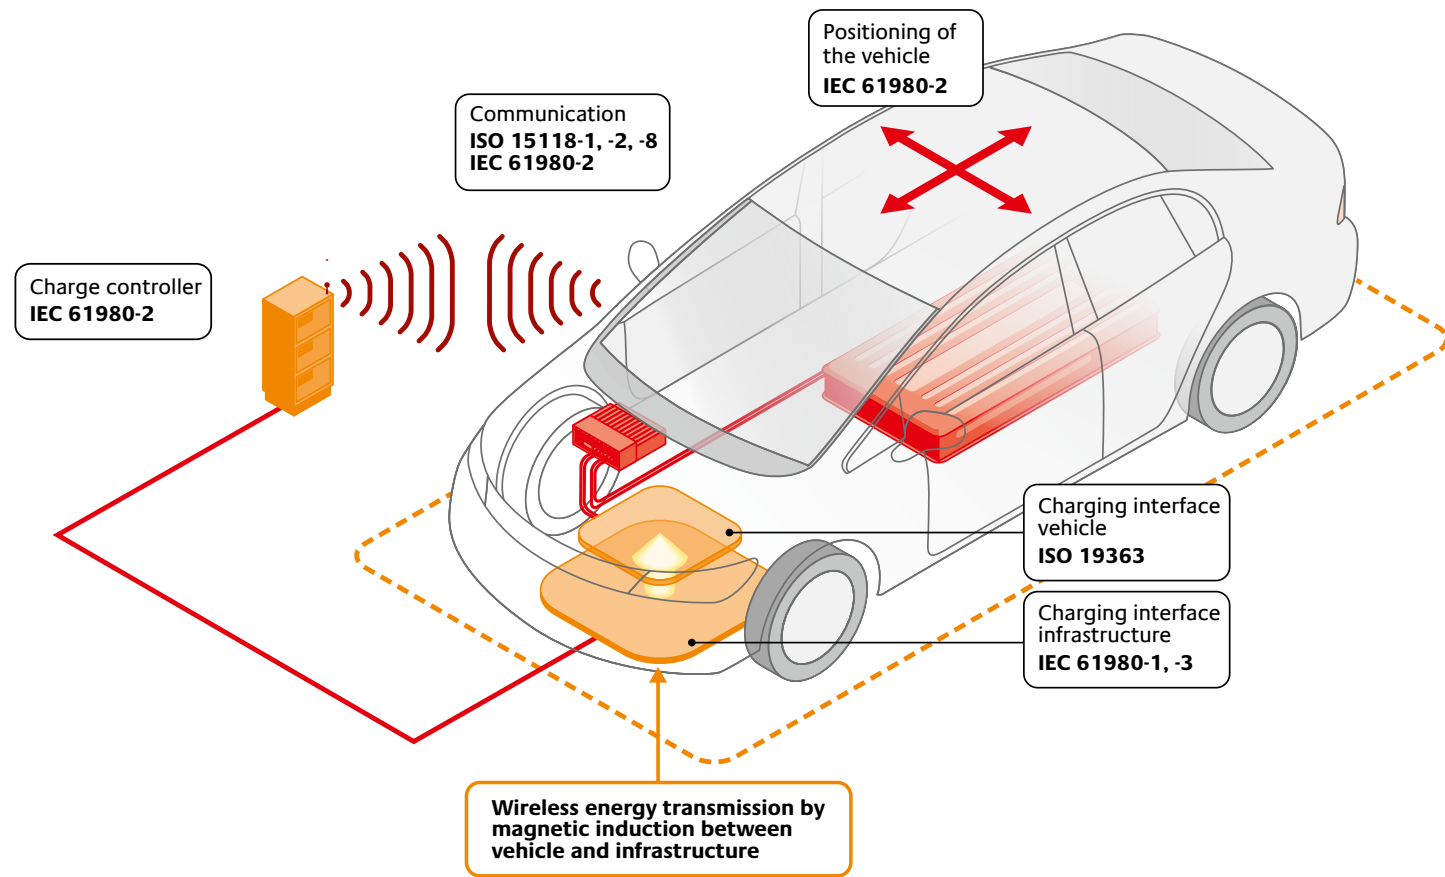 Positioning of
the vehicle
IEC 61980-2
Communication
ISO 15118-1, -2, -8
IEC 61980-2
Charge controller
IEC 61980-2
Charging interface
vehicle
ISO 19363
Charging interface
infrastructure
IEC 61980-1, -3
Wireless energy transmission by
magnetic induction between
vehicle and infrastructure